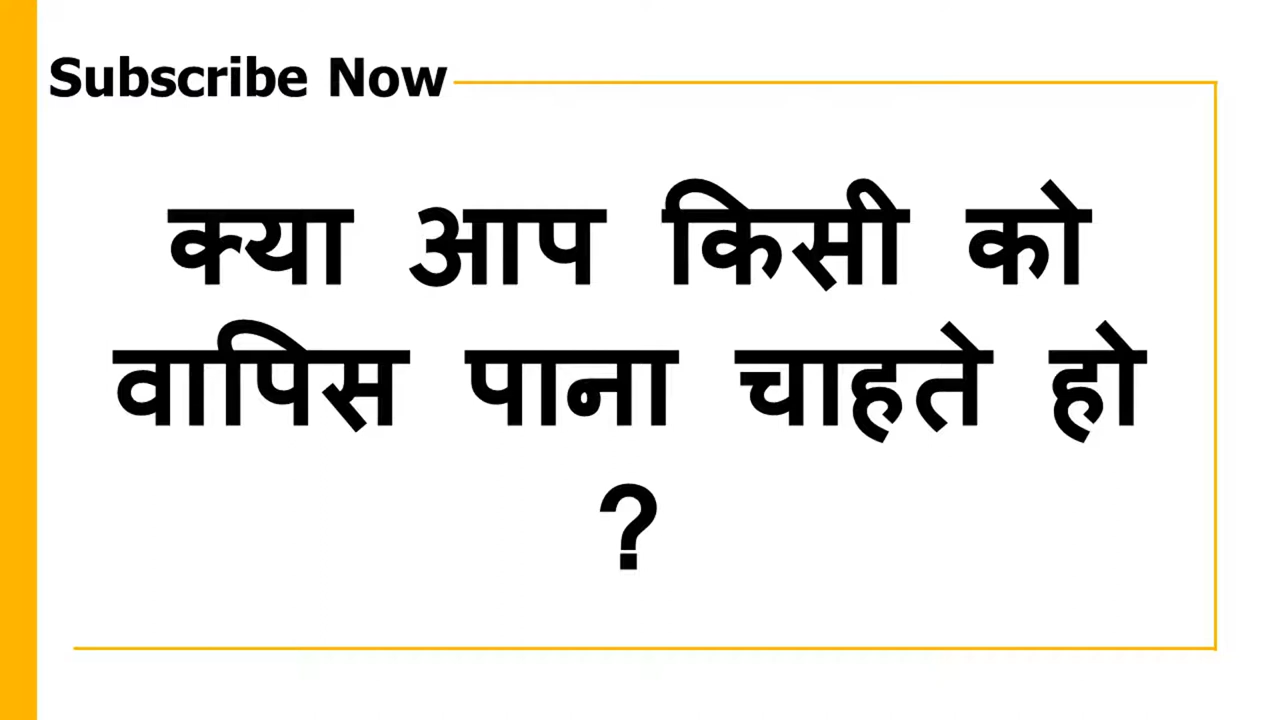 Subscribe Now
क्या आप किसी को
वापिस पाना चाहते हो
?